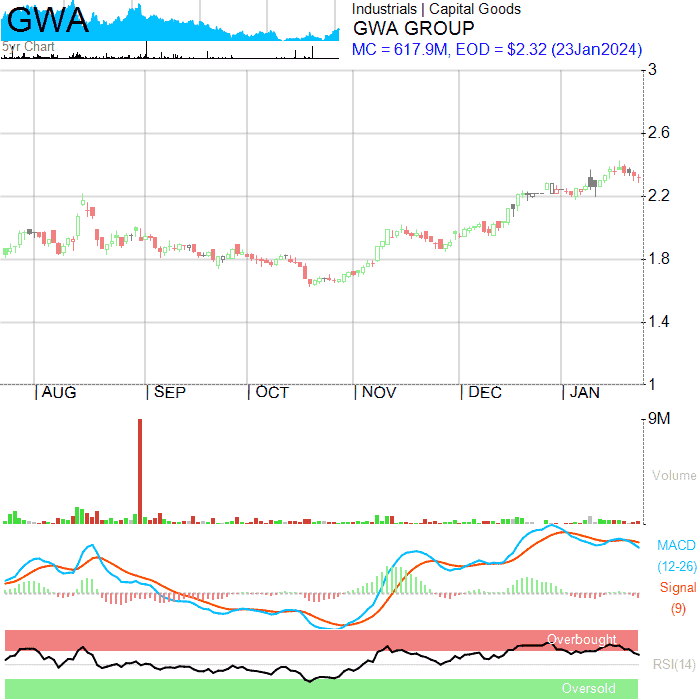 GWA
5yr Chart
Industrials | Capital Goods
GWA GROUP
MC = 617.9M, EOD = $2.32 (23Jan2024)
3
2.6
2.2
1.8
1.4
1
|AUG |SEP |OCT |NOV |DEC |JAN
9M
Volume
MACD
(12-26)
Signal
(9)
Overbought
RSI(14)
Oversold